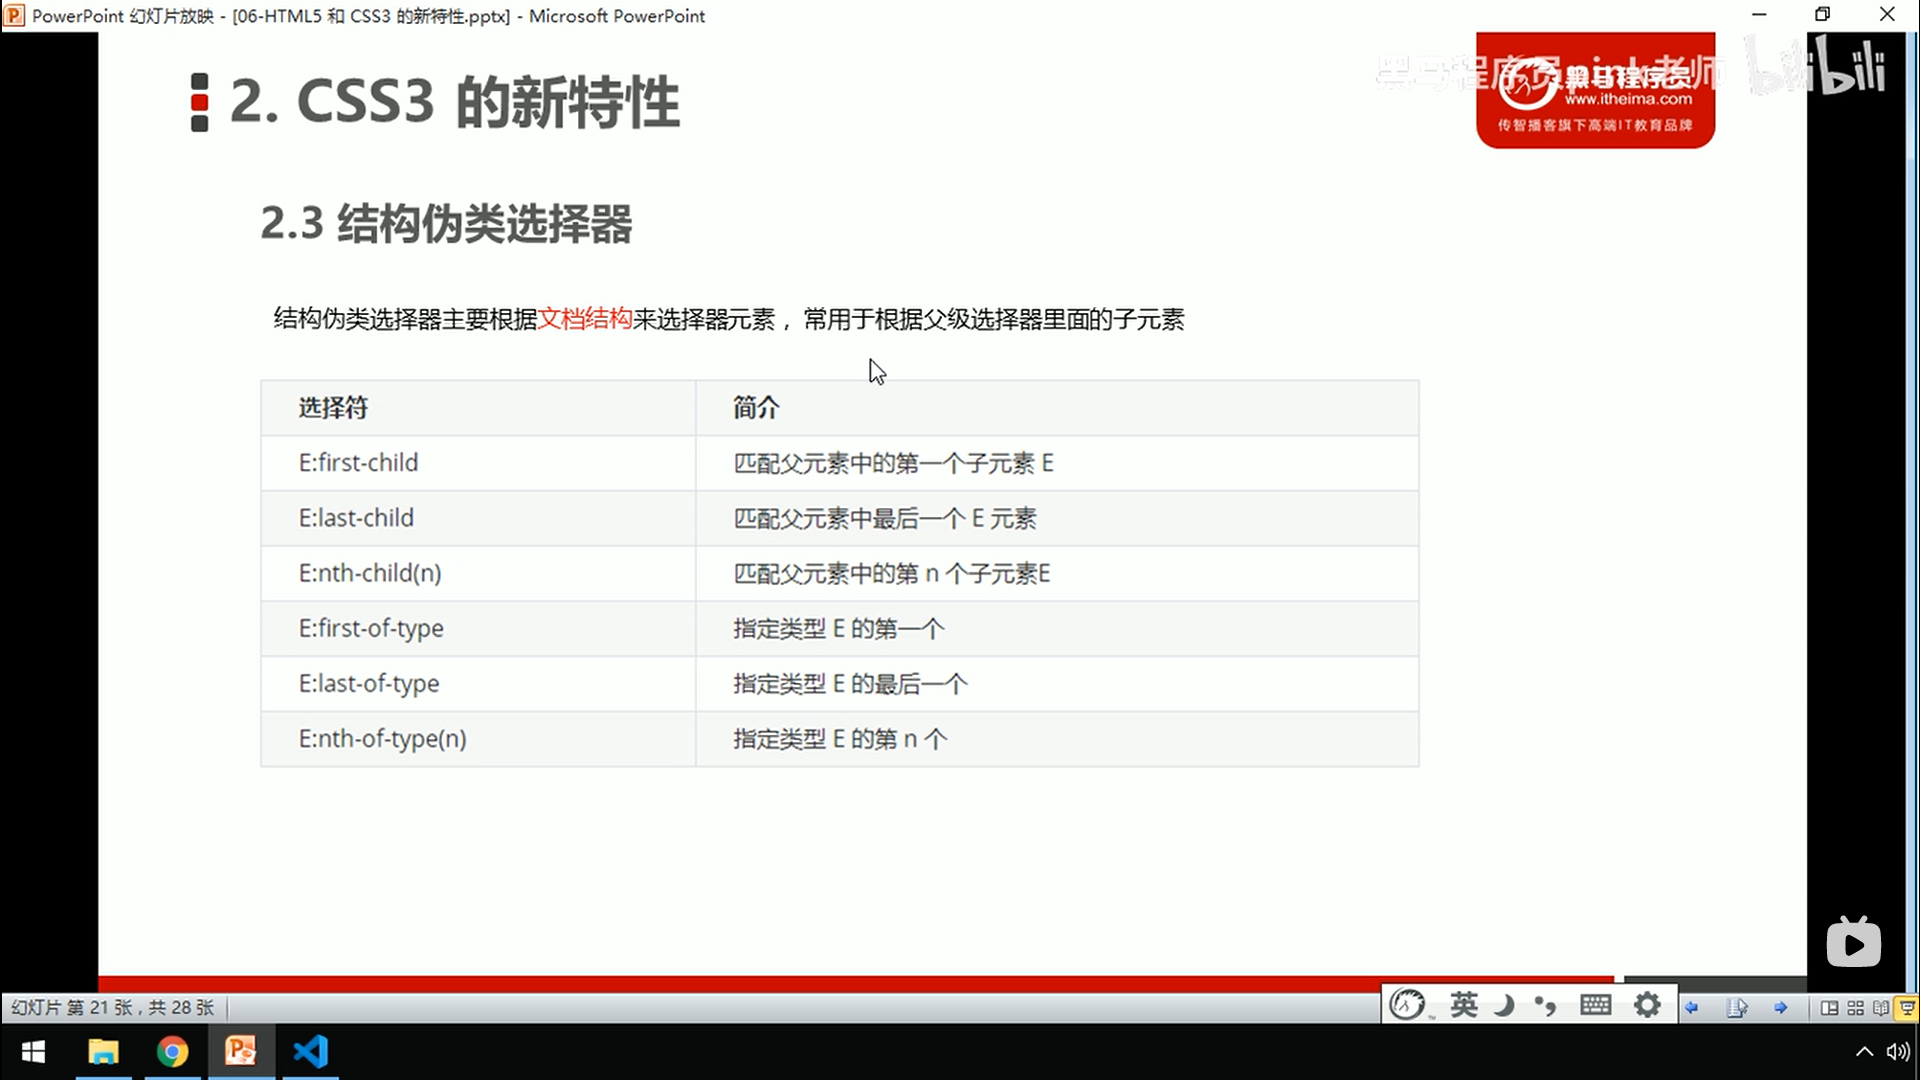 PowerPoint 幻灯片放映 - [06-HTML5 和 CSS3 的新特性.pptx] - Microsoft PowerPoint
黑马程序员pink老师
bilibili
2. CSS3 的新特性
黑马程序员
www.itheima.com
传智播客旗下高端IT教育品牌
2.3 结构伪类选择器
结构伪类选择器主要根据文档结构来选择器元素，常用于根据父级选择器里面的子元素
选择符 简介
E:first-child 匹配父元素中的第一个子元素 E
E:last-child 匹配父元素中最后一个 E 元素
E:nth-child(n) 匹配父元素中的第 n 个子元素E
E:first-of-type 指定类型 E 的第一个
E:last-of-type 指定类型 E 的最后一个
E:nth-of-type(n) 指定类型 E 的第 n 个
幻灯片 第 21 张，共 28 张
英